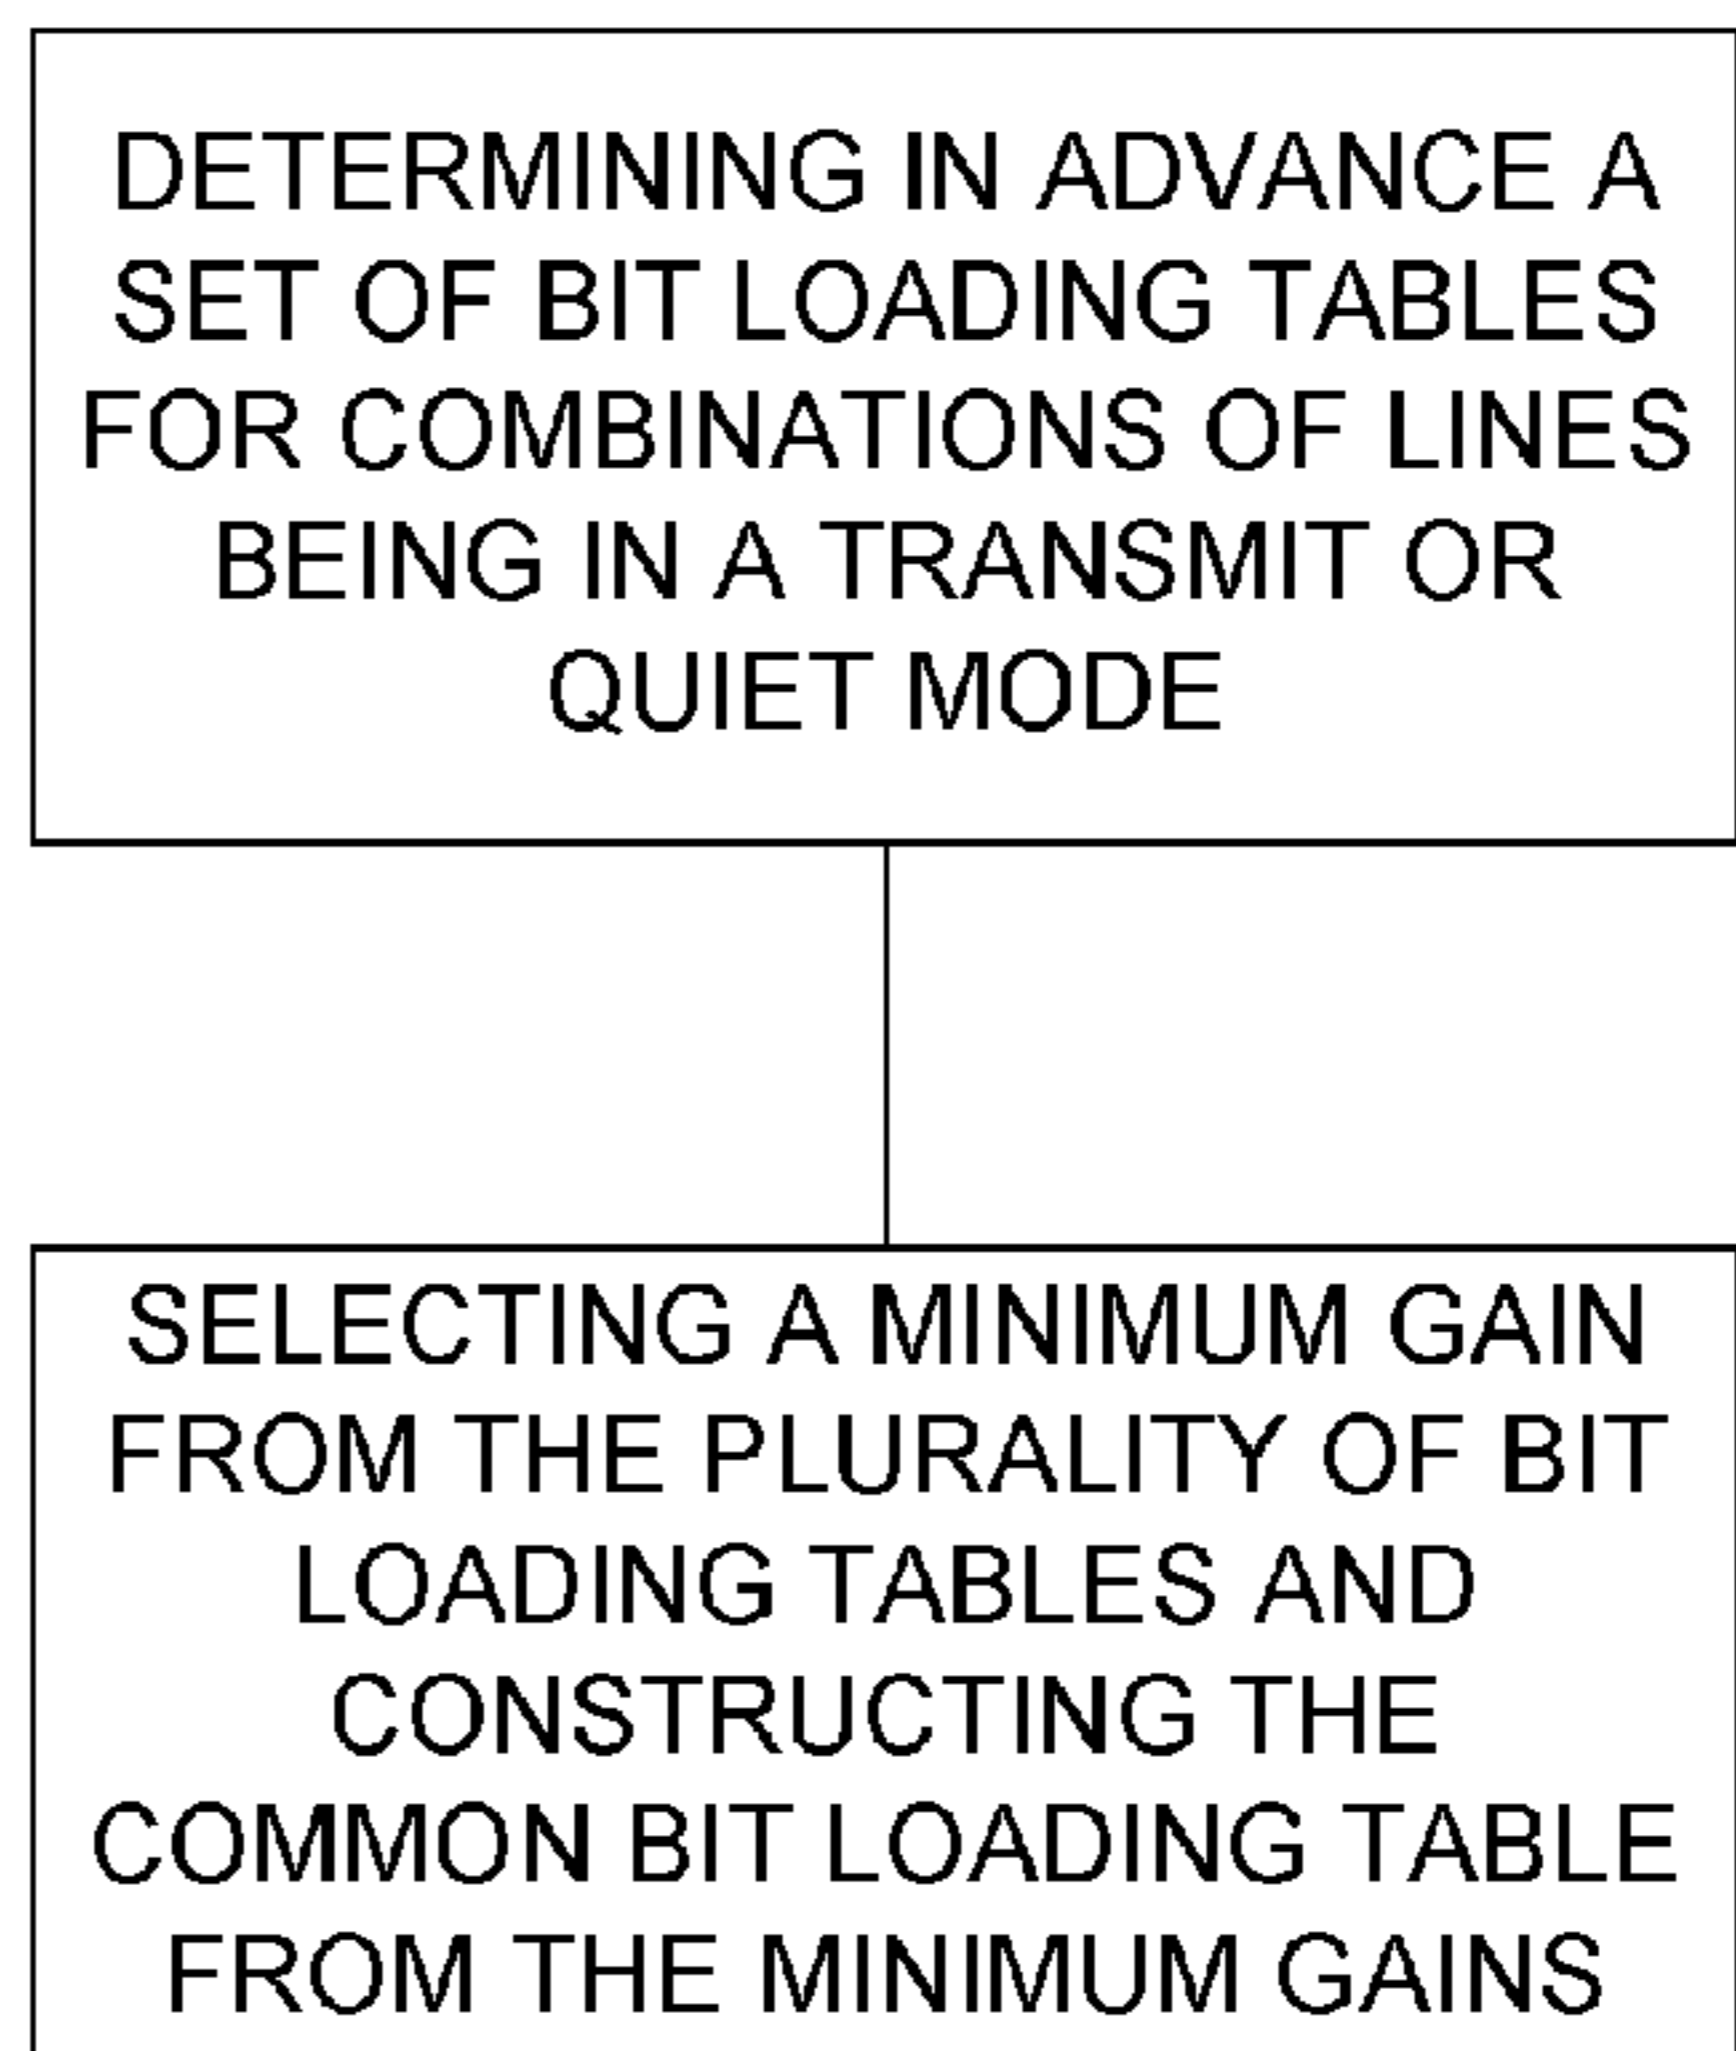 DETERMINING IN ADVANCE A
SET OF BIT LOADING TABLES
FOR COMBINATIONS OF LINES
BEING IN A TRANSMIT OR
QUIET MODE
SELECTING A MINIMUM GAIN
FROM THE PLURALITY OF BIT
LOADING TABLES AND
CONSTRUCTING THE
COMMON BIT LOADING TABLE
FROM THE MINIMUM GAINS